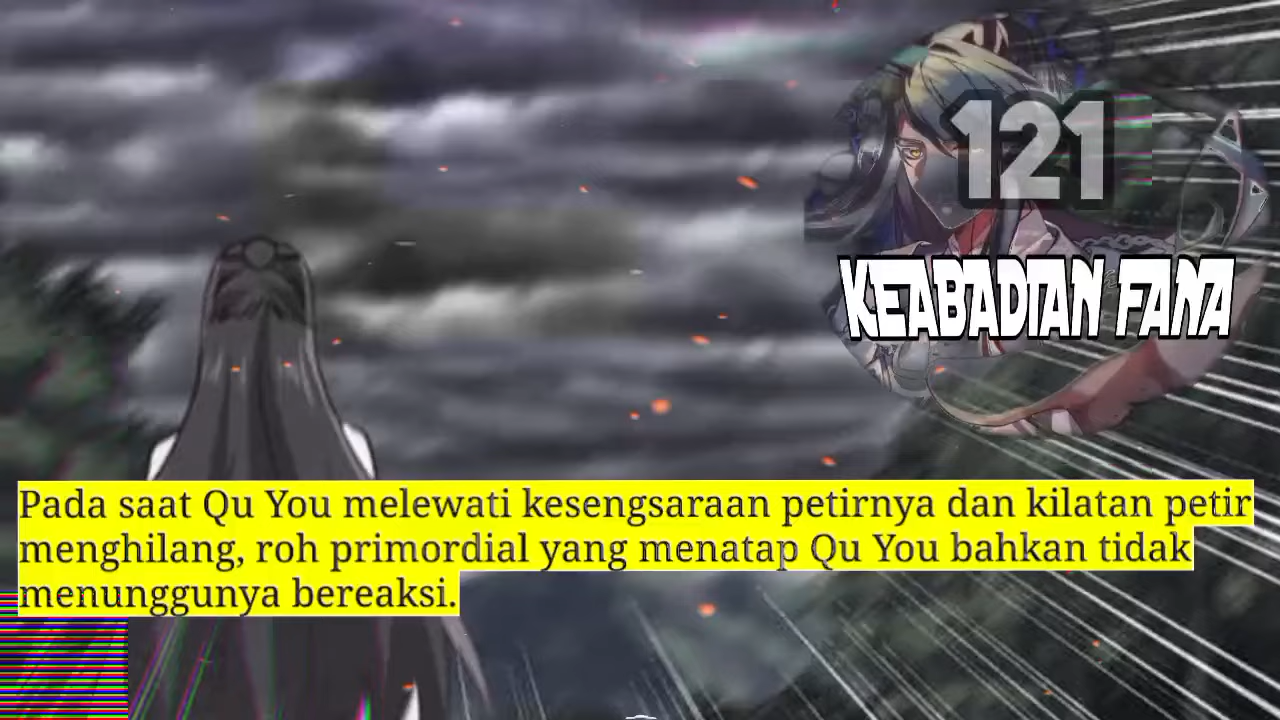 121
KEABADIAN FANA
Pada saat Qu You melewati kesengsaraan petirnya dan kilatan petir
menghilang, roh primordial yang menatap Qu You bahkan tidak
menunggunya bereaksi.